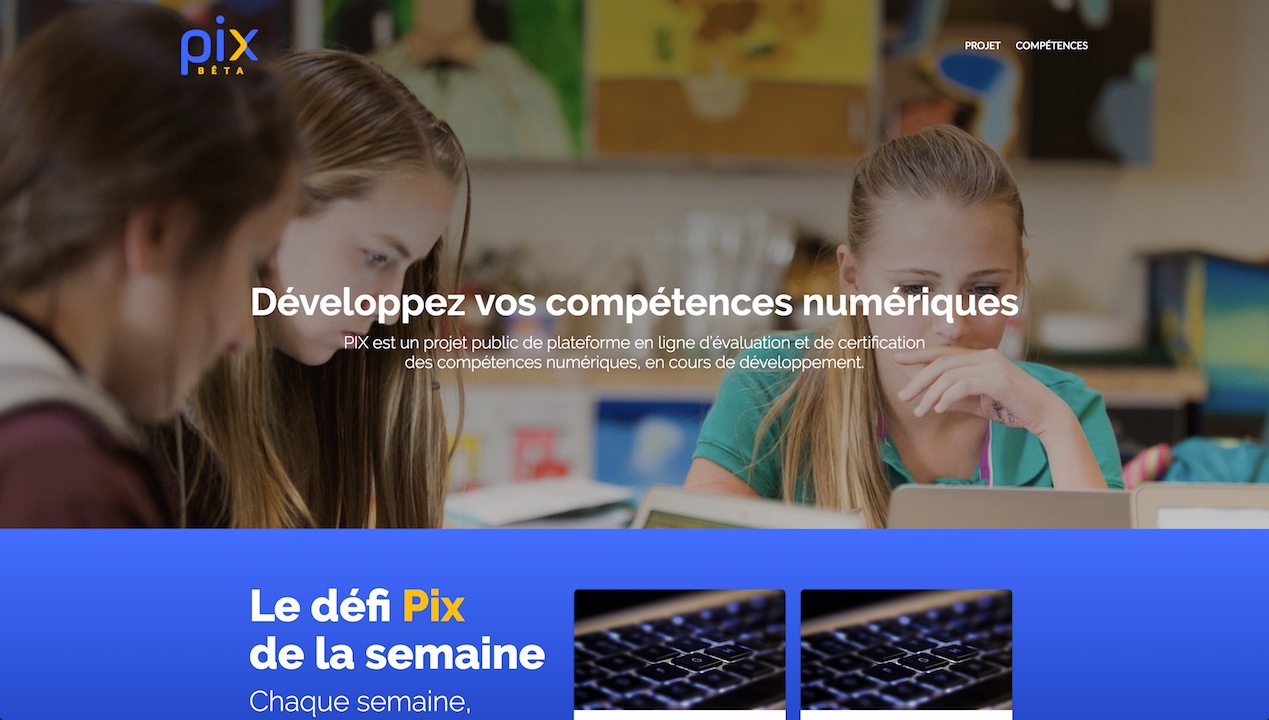 pix
BÊTA
PROJET COMPÉTENCES
Développez vos compétences numériques
PIX est un projet public de plateforme en ligne d'évaluation et de certification
des compétences numériques, en cours de développement.
Le défi Pix
de la semaine
Chaque semaine,
F G H
F G H